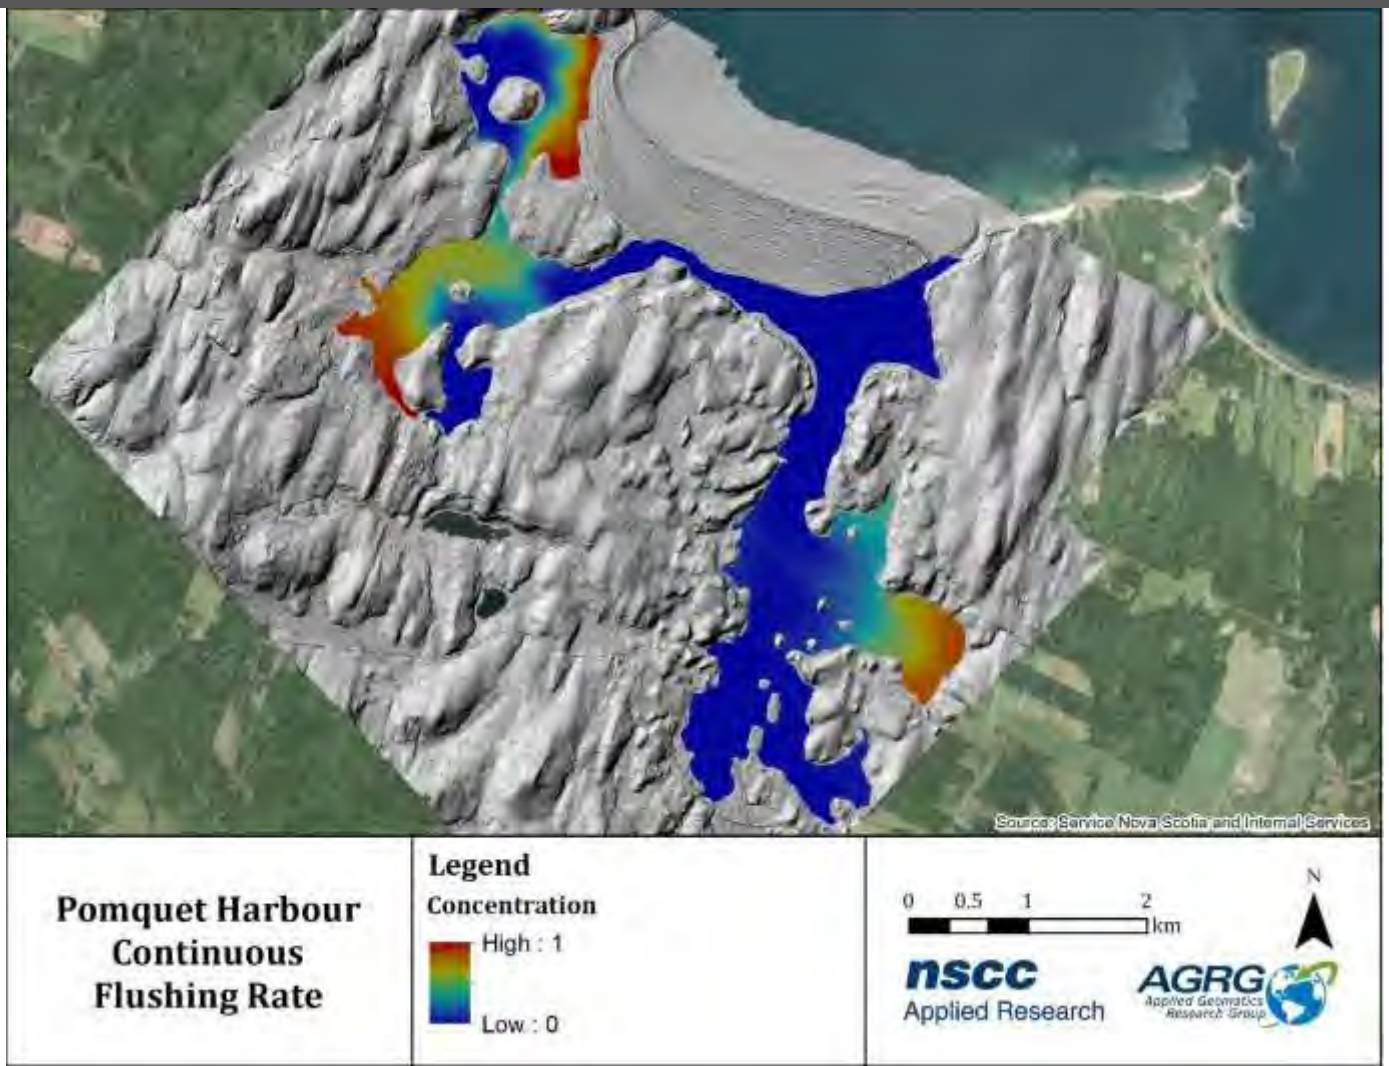 Source: Service Nova Scotia and Internal Services
Pomquet Harbour
Continuous
Flushing Rate
Legend
Concentration
High : 1
Low : 0
0 0.5 1 2
km
N
nscc
Applied Research
AGRG
Applied Geomatics
Research Group